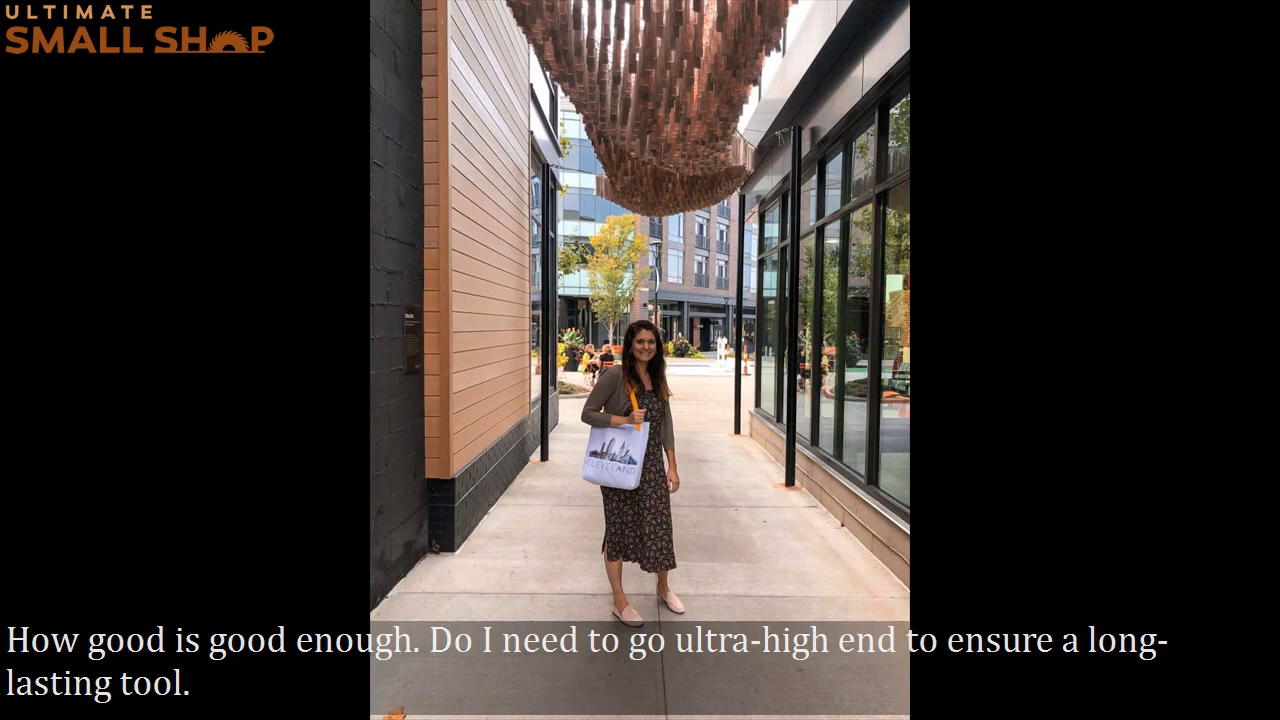 ULTIMATE
SMALL SHOP
CLEVELAND
How good is good enough. Do I need to go ultra-high end to ensure a long-
lasting tool.